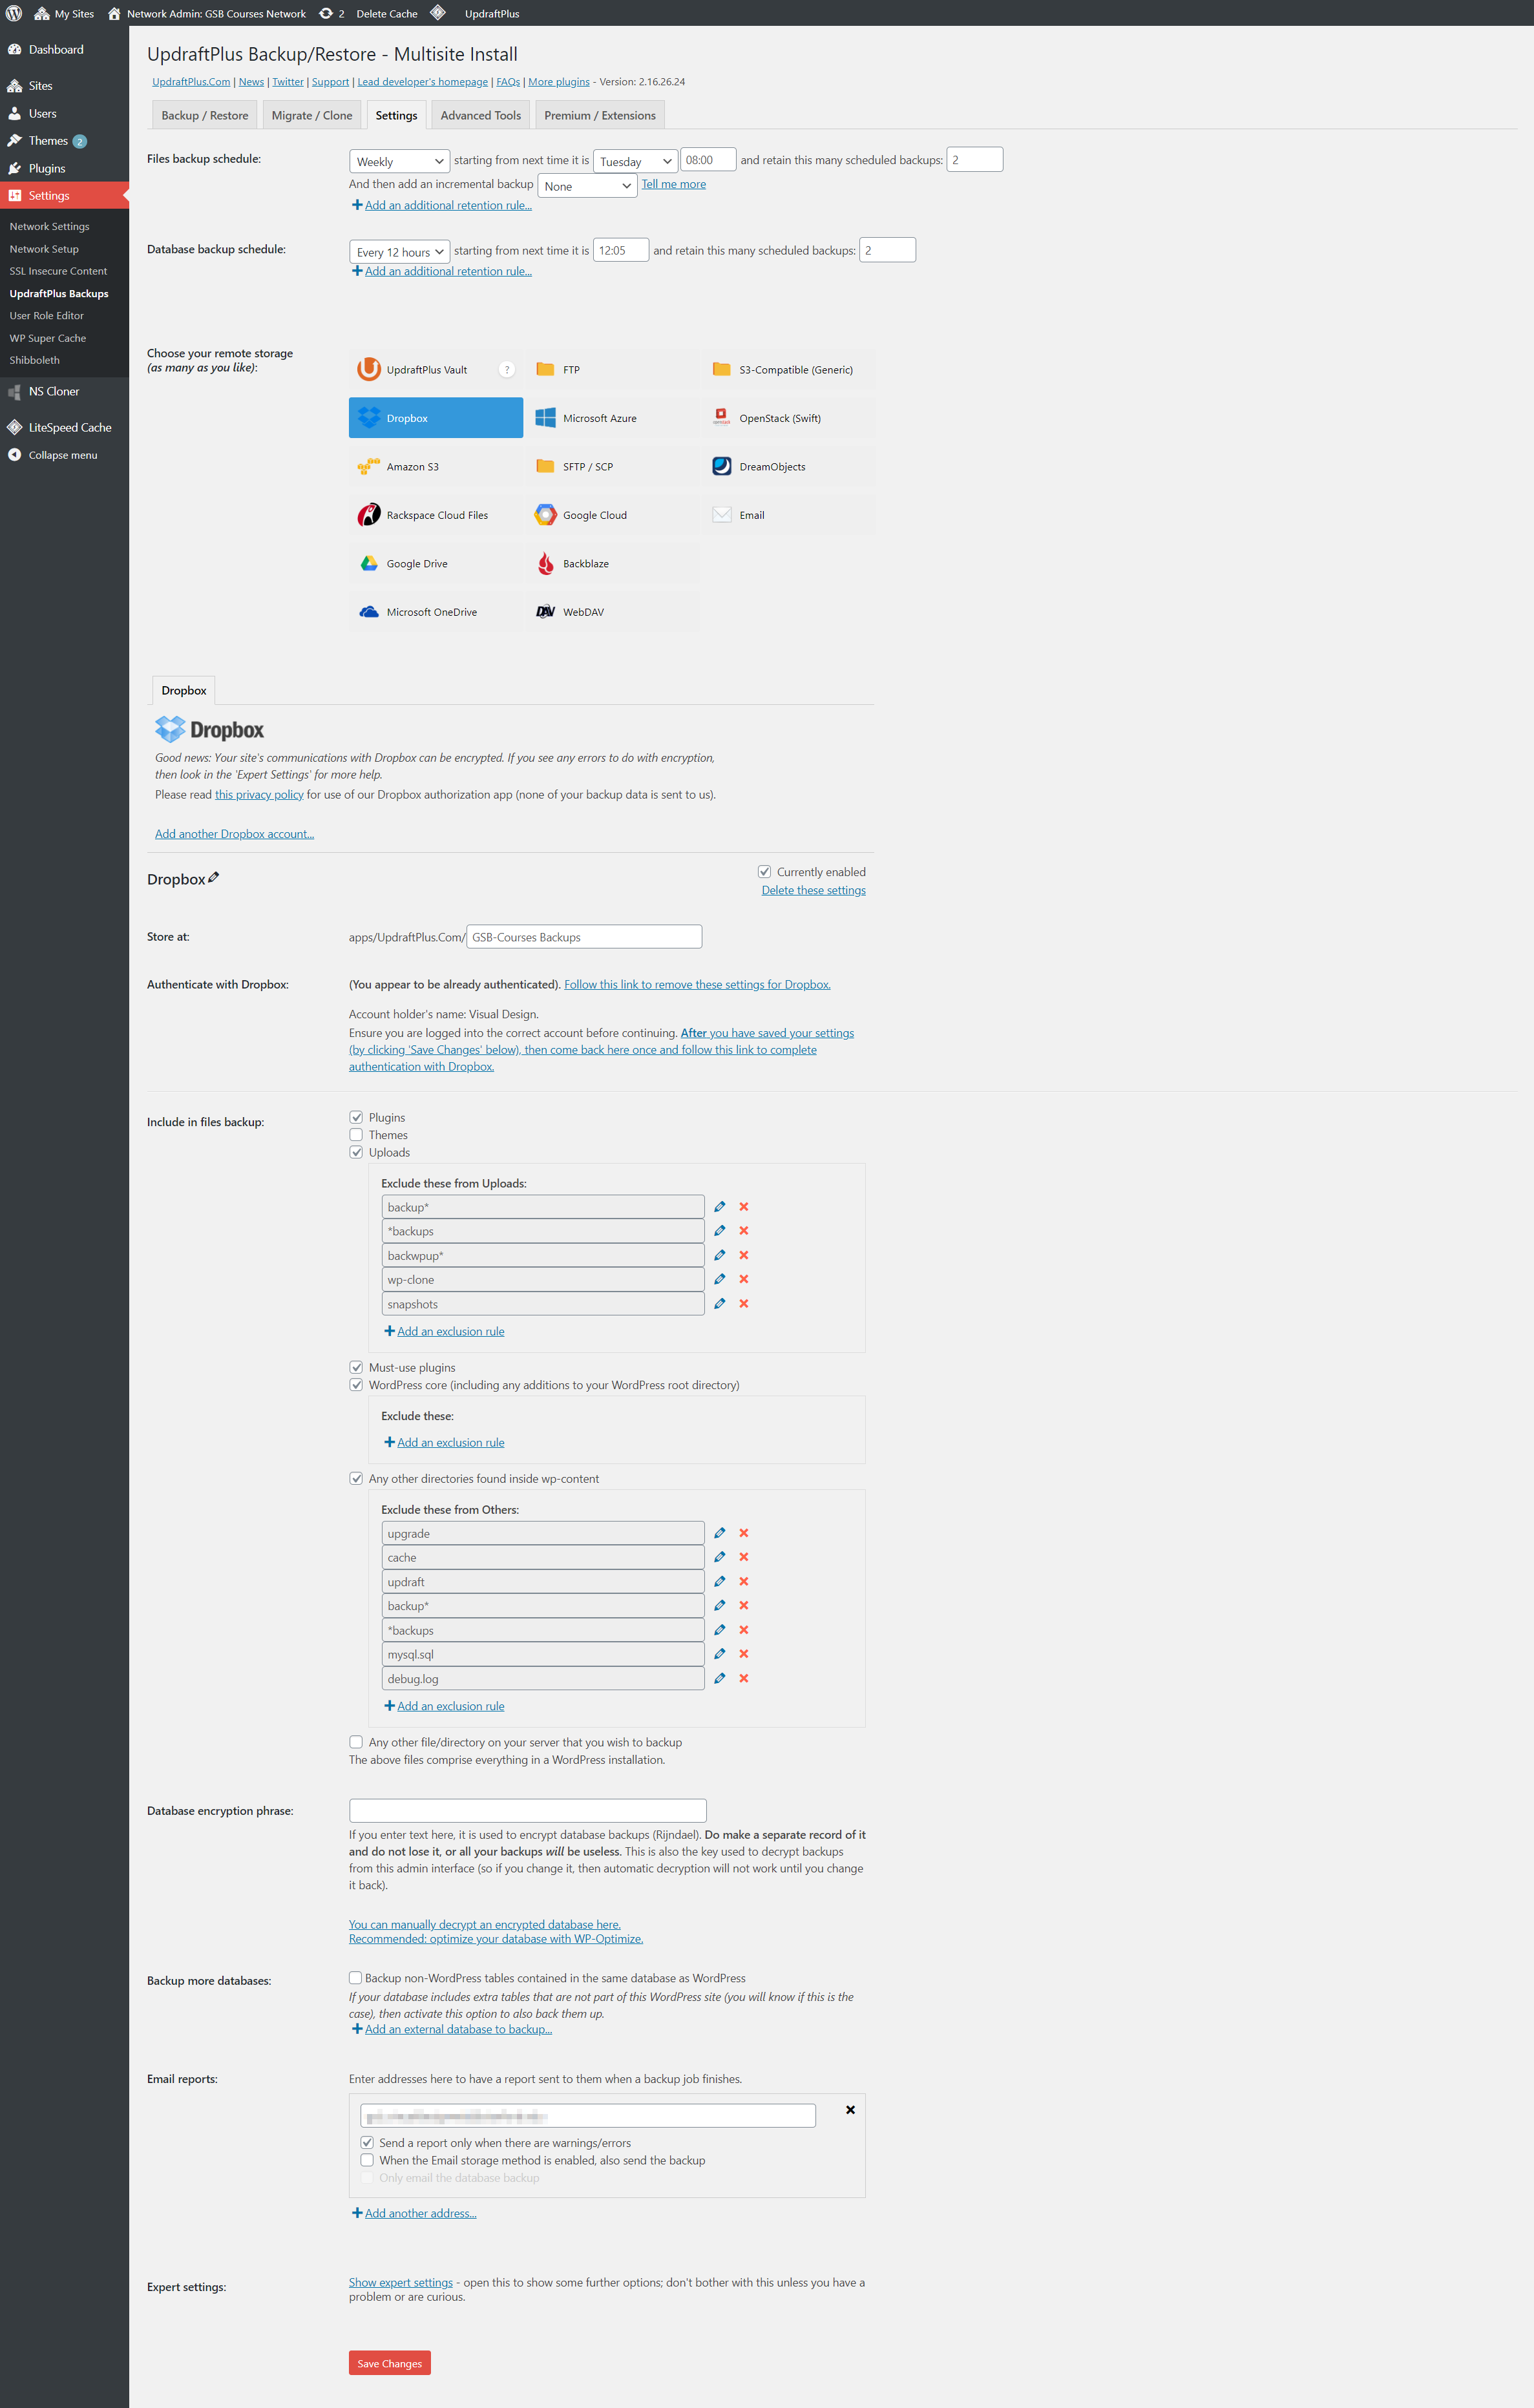 My Sites Network Admin: GSB Courses Network 2 Delete Cache UpdraftPlus
Dashboard
Sites
Users
Themes 2
Plugins
Settings
Network Settings
Network Setup
SSL Insecure Content
UpdraftPlus Backups
User Role Editor
WP Super Cache
Shibboleth
NS Cloner
LiteSpeed Cache
Collapse menu
UpdraftPlus Backup/Restore - Multisite Install
UpdraftPlus.Com | News | Twitter | Support | Lead developer's homepage | FAQs | More plugins - Version: 2.16.26.24
Backup / Restore Migrate / Clone Settings Advanced Tools Premium / Extensions
Files backup schedule: Weekly starting from next time it is Tuesday 08:00 and retain this many scheduled backups: 2
And then add an incremental backup None Tell me more
Add an additional retention rule...
Database backup schedule: Every 12 hours starting from next time it is 12:05 and retain this many scheduled backups: 2
Add an additional retention rule...
Choose your remote storage
(as many as you like):
UpdraftPlus Vault ? FTP S3-Compatible (Generic)
Dropbox Microsoft Azure OpenStack (Swift)
Amazon S3 SFTP / SCP DreamObjects
Rackspace Cloud Files Google Cloud Email
Google Drive Backblaze
Microsoft OneDrive WebDAV
Dropbox
Dropbox
Good news: Your site's communications with Dropbox can be encrypted. If you see any errors to do with encryption,
then look in the 'Expert Settings' for more help.
Please read this privacy policy for use of our Dropbox authorization app (none of your backup data is sent to us).
Add another Dropbox account...
Dropbox Currently enabled
Delete these settings
Store at: apps/UpdraftPlus.Com/ GSB-Courses Backups
Authenticate with Dropbox: (You appear to be already authenticated). Follow this link to remove these settings for Dropbox.
Account holder's name: Visual Design.
Ensure you are logged into the correct account before continuing. After you have saved your settings
(by clicking 'Save Changes' below), then come back here once and follow this link to complete
authentication with Dropbox.
Include in files backup: Plugins
Themes
Uploads
Exclude these from Uploads:
backup*
*backups
backwpup*
wp-clone
snapshots
Add an exclusion rule
Must-use plugins
WordPress core (including any additions to your WordPress root directory)
Exclude these:
Add an exclusion rule
Any other directories found inside wp-content
Exclude these from Others:
upgrade
cache
updraft
backup*
*backups
mysql.sql
debug.log
Add an exclusion rule
Any other file/directory on your server that you wish to backup
The above files comprise everything in a WordPress installation.
Database encryption phrase:
If you enter text here, it is used to encrypt database backups (Rijndael). Do make a separate record of it
and do not lose it, or all your backups will be useless. This is also the key used to decrypt backups
from this admin interface (so if you change it, then automatic decryption will not work until you change
it back).
You can manually decrypt an encrypted database here.
Recommended: optimize your database with WP-Optimize.
Backup more databases: Backup non-WordPress tables contained in the same database as WordPress
If your database includes extra tables that are not part of this WordPress site (you will know if this is the
case), then activate this option to also back them up.
Add an external database to backup...
Email reports: Enter addresses here to have a report sent to them when a backup job finishes.
Send a report only when there are warnings/errors
When the Email storage method is enabled, also send the backup
Only email the database backup
Add another address...
Expert settings: Show expert settings - open this to show some further options; don't bother with this unless you have a
problem or are curious.
Save Changes